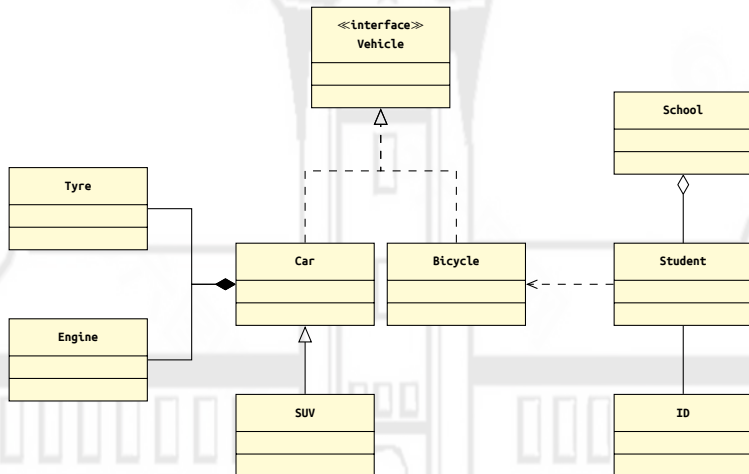 ≪interface≫
Vehicle
School
Tyre
Car
Bicycle
Student
Engine
SUV
ID